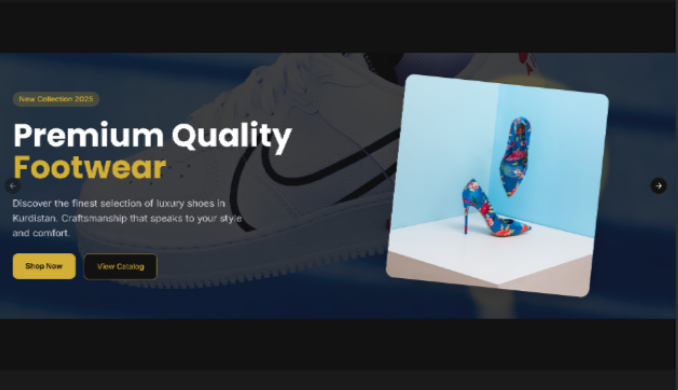 New Collection 2025
Premium Quality
Footwear
Discover the finest selection of luxury shoes in
Kurdistan. Craftsmanship that speaks to your style
and comfort.
Shop Now
View Catalog